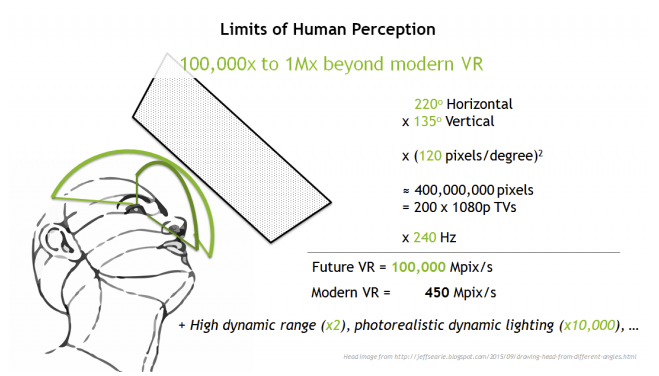 Limits of Human Perception
100,000x to 1Mx beyond modern VR
220° Horizontal
x 135° Vertical
x (120 pixels/degree)²
≈ 400,000,000 pixels
= 200 x 1080p TVs
x 240 Hz
Future VR = 100,000 Mpix/s
Modern VR = 450 Mpix/s
+ High dynamic range (x2), photorealistic dynamic lighting (x10,000), …
Head image from http://jeffsearle.blogspot.com/2015/09/drawing-head-from-different-angles.html